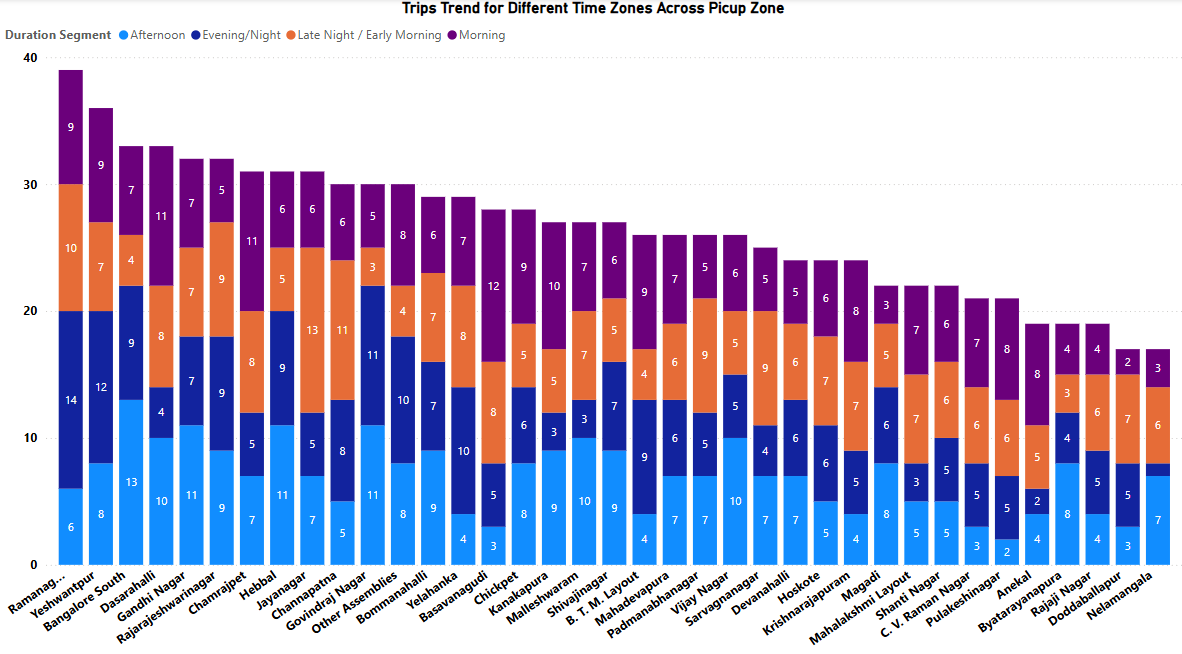 Trips Trend for Different Time Zones Across Picup Zone
Duration Segment Afternoon Evening/Night Late Night / Early Morning Morning
40
30
20
10
0
9 10 14 6
9 7 12 8
7 4 9 13
11 8 4 10
7 7 7 11
5 9 9 9
11 8 5 7
6 5 9 11
6 13 5 7
6 11 8 5
5 3 11 11
8 4 10 8
6 7 7 9
7 8 10 4
12 8 5 3
9 5 6 8
10 5 3 9
7 7 3 10
6 5 7 9
9 4 9 4
7 6 6 7
5 9 5 7
6 5 5 10
5 9 4 7
5 6 6 7
6 7 6 5
8 7 5 4
3 5 6 8
7 7 3 5
6 6 5 5
7 6 5 3
8 6 5 2
8 5 2 4
4 3 4 8
4 6 5 4
2 7 5 3
3 6 7
Ramanag...
Yeshwantpur
Bangalore South
Dasarahalli
Gandhi Nagar
Rajarajeshwarinagar
Chamrajpet
Hebbal
Jayanagar
Channapatna
Govindraj Nagar
Other Assemblies
Bommanahalli
Yelahanka
Basavanagudi
Chickpet
Kanakapura
Malleshwaram
Shivajinagar
B. T. M. Layout
Mahadevapura
Padmanabhanagar
Vijay Nagar
Sarvagnanagar
Devanhalli
Hoskote
Krishnarajapuram
Magadi
Mahalakshmi Layout
Shanti Nagar
C. V. Raman Nagar
Pulakeshinagar
Anekal
Byatarayanapura
Rajaji Nagar
Doddaballapur
Nelamangala